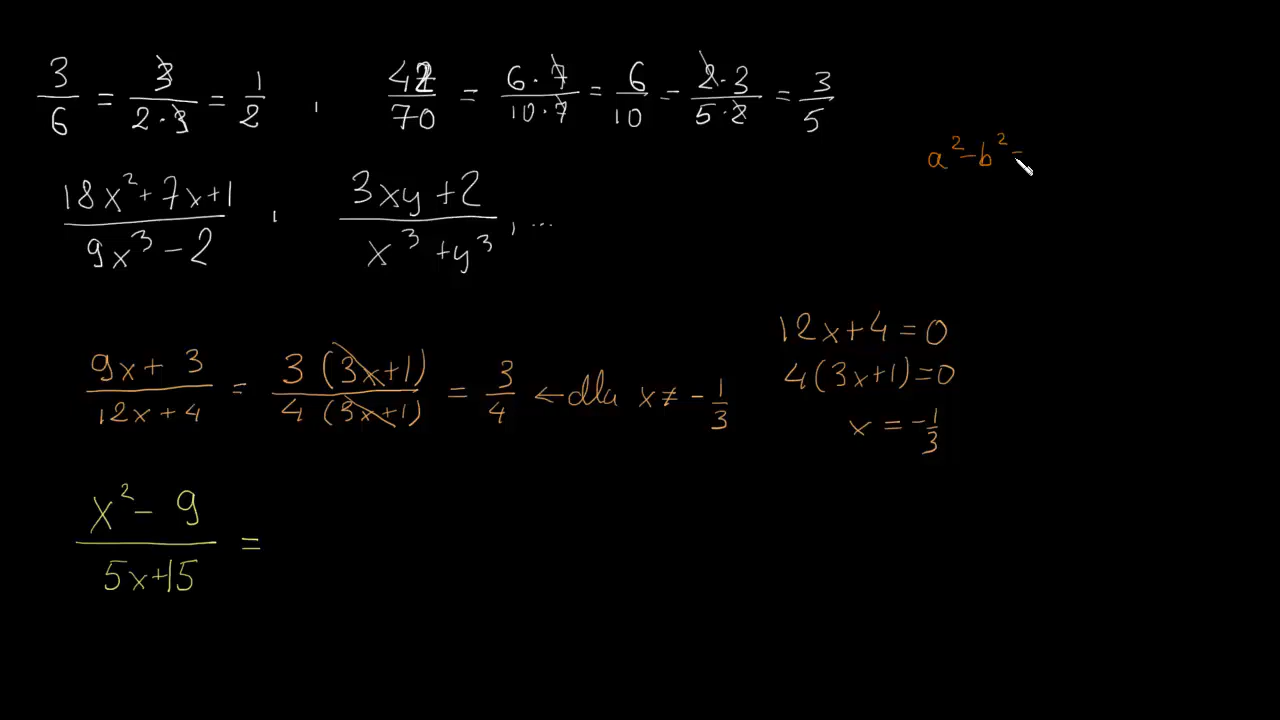 3/6 = 3/(2·3) = 1/2 , 42/70 = (6·7)/(10·7) = 6/10 = (2·3)/(5·2) = 3/5
a² - b² =
(18x² + 7x + 1)/(9x³ - 2) , (3xy + 2)/(x³ + y³) , ...
(9x + 3)/(12x + 4) = 3(3x+1)/4(3x+1) = 3/4 ← dla x ≠ -1/3
12x + 4 = 0
4(3x+1) = 0
x = -1/3
(x² - 9)/(5x + 15) =